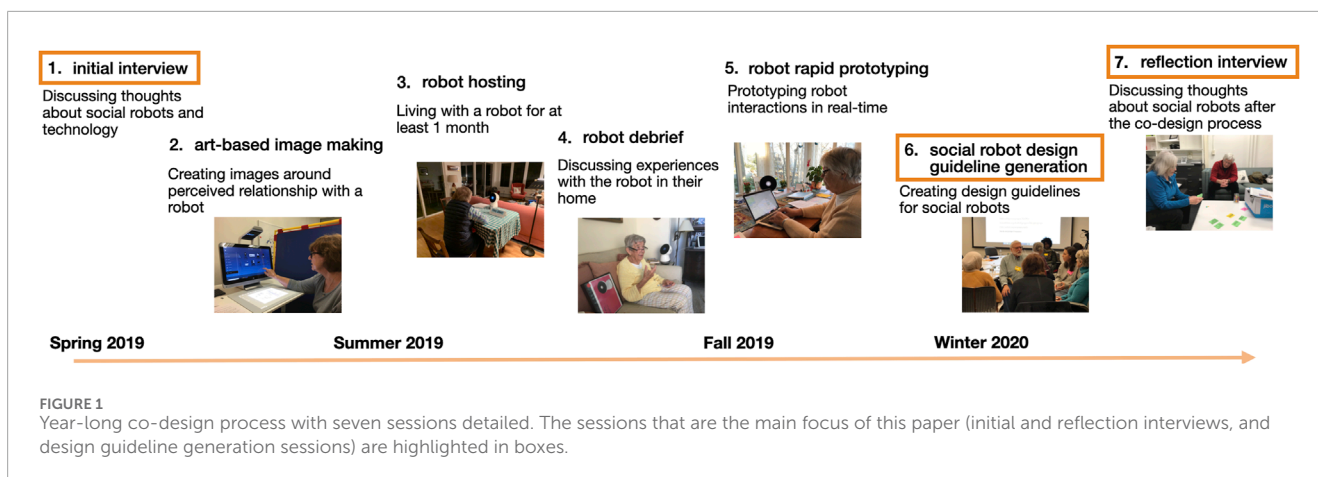 1. initial interview
Discussing thoughts
about social robots and
technology
2. art-based image making
Creating images around
perceived relationship with a
robot
3. robot hosting
Living with a robot for at
least 1 month
4. robot debrief
Discussing experiences
with the robot in their
home
5. robot rapid prototyping
Prototyping robot
interactions in real-time
6. social robot design
guideline generation
Creating design guidelines
for social robots
7. reflection interview
Discussing thoughts
about social robots after
the co-design process
Spring 2019
Summer 2019
Fall 2019
Winter 2020
FIGURE 1
Year-long co-design process with seven sessions detailed. The sessions that are the main focus of this paper (initial and reflection interviews, and
design guideline generation sessions) are highlighted in boxes.